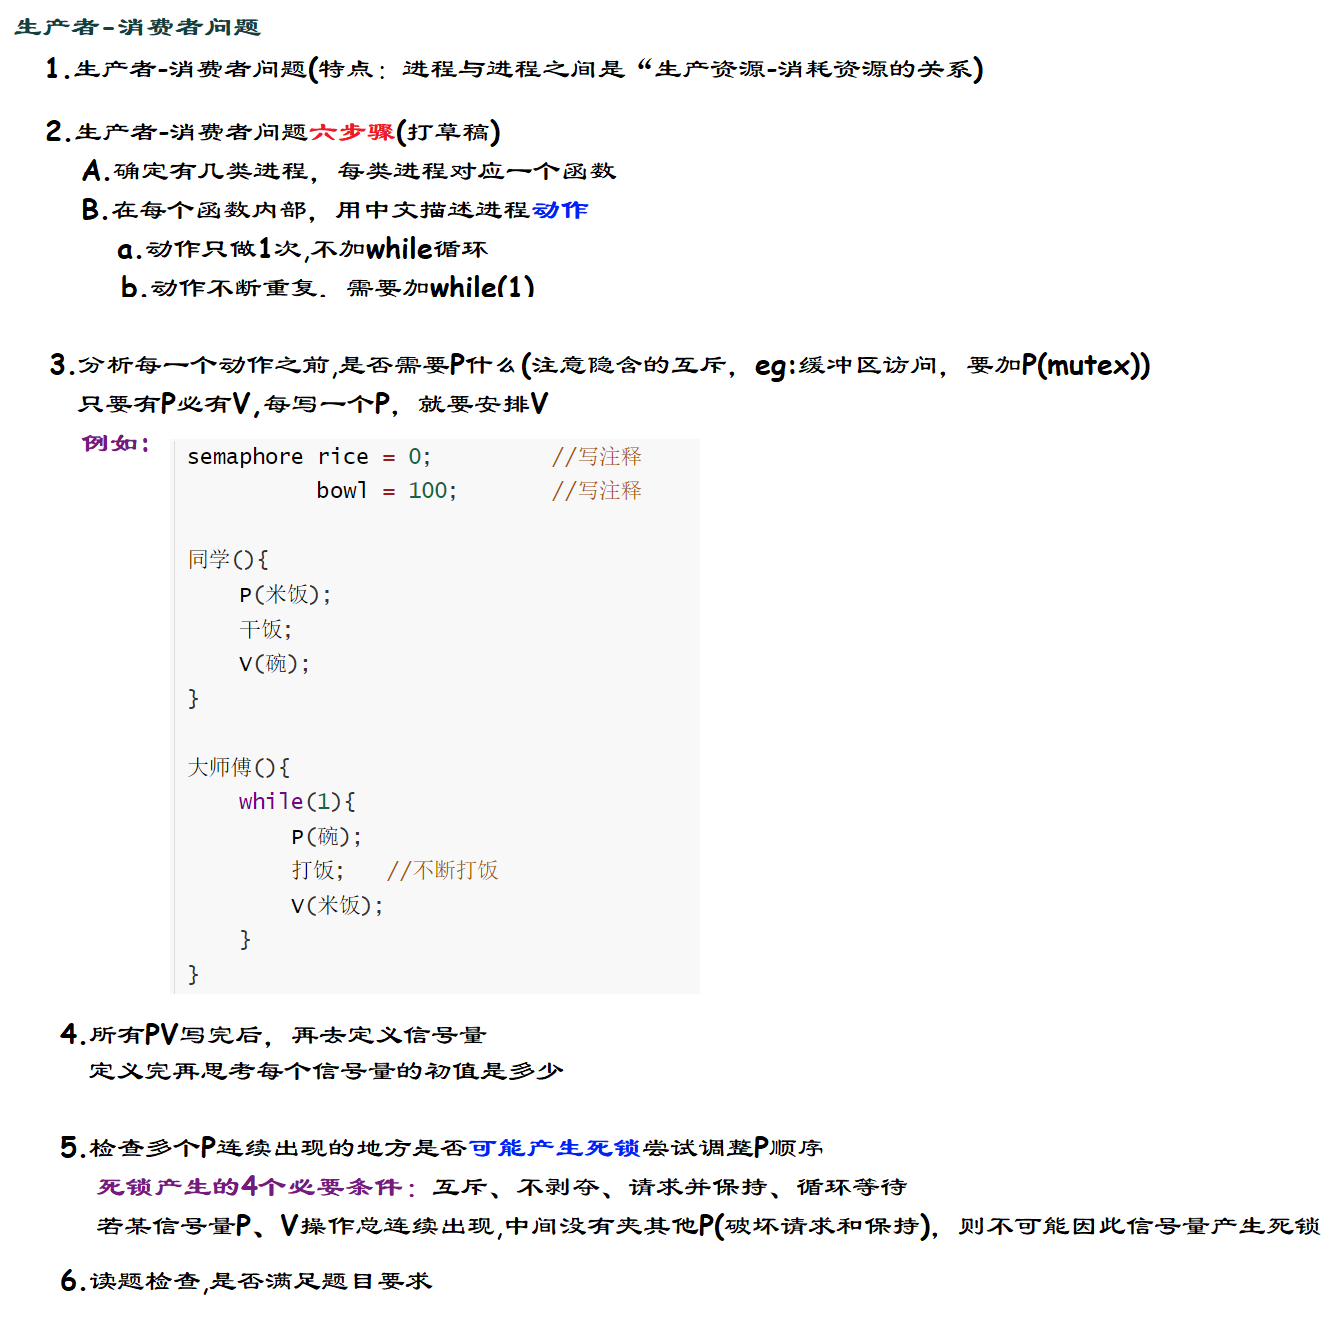 生产者-消费者问题
1.生产者-消费者问题(特点：进程与进程之间是“生产资源-消耗资源的关系)
2.生产者-消费者问题六步骤(打草稿)
A.确定有几类进程，每类进程对应一个函数
B.在每个函数内部，用中文描述进程动作
a.动作只做1次,不加while循环
b.动作不断重复．需要加while(1)
3.分析每一个动作之前,是否需要P什么(注意隐含的互斥，eg:缓冲区访问，要加P(mutex))
只要有P必有V,每写一个P，就要安排V
例如：
semaphore rice = 0; //写注释
bowl = 100; //写注释
同学(){
P(米饭);
干饭;
V(碗);
}
大师傅(){
while(1){
P(碗);
打饭; //不断打饭
V(米饭);
}
}
4.所有PV写完后，再去定义信号量
定义完再思考每个信号量的初值是多少
5.检查多个P连续出现的地方是否可能产生死锁尝试调整P顺序
死锁产生的4个必要条件：互斥、不剥夺、请求并保持、循环等待
若某信号量P、V操作总连续出现,中间没有夹其他P(破坏请求和保持)，则不可能因此信号量产生死锁
6.读题检查,是否满足题目要求